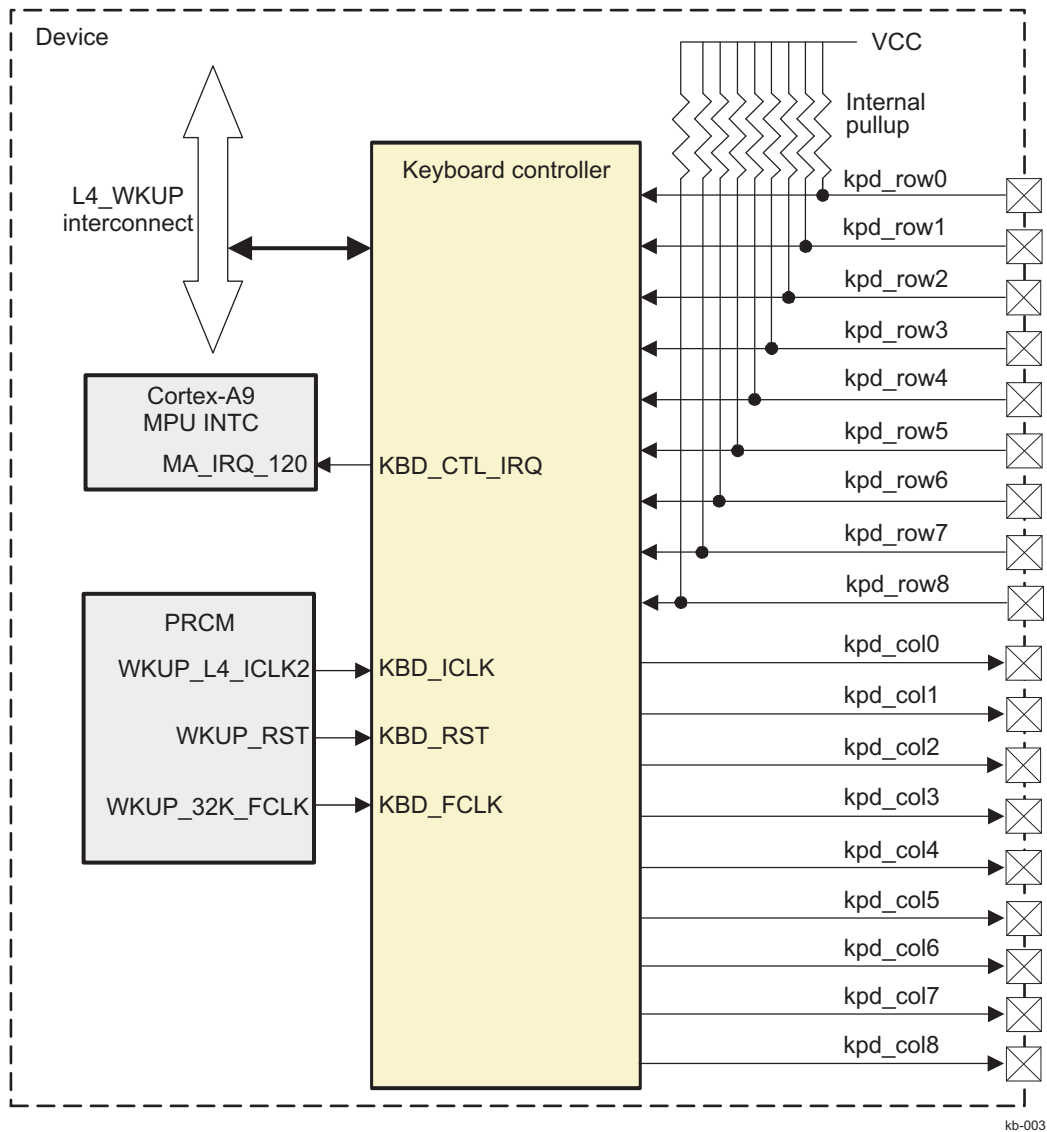 Device
VCC
Internal
pullup
L4_WKUP
interconnect
Keyboard controller
kpd_row0
kpd_row1
kpd_row2
kpd_row3
kpd_row4
kpd_row5
kpd_row6
kpd_row7
kpd_row8
Cortex-A9
MPU INTC
MA_IRQ_120
KBD_CTL_IRQ
PRCM
WKUP_L4_ICLK2
KBD_ICLK
WKUP_RST
KBD_RST
WKUP_32K_FCLK
KBD_FCLK
kpd_col0
kpd_col1
kpd_col2
kpd_col3
kpd_col4
kpd_col5
kpd_col6
kpd_col7
kpd_col8
kb-003